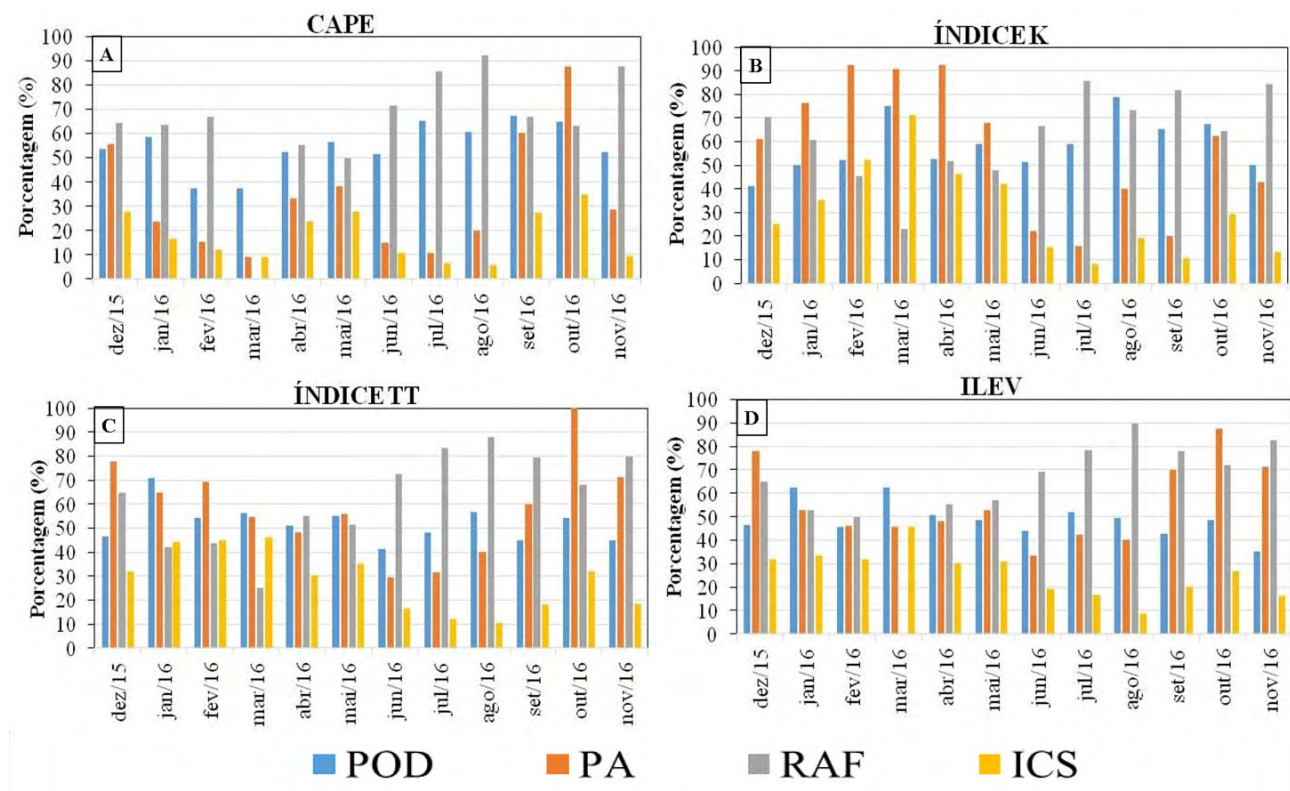 CAPE
A
Porcentagem (%)
100
90
80
70
60
50
40
30
20
10
0
dez/15
jan/16
fev/16
mar/16
abr/16
mai/16
jun/16
jul/16
ago/16
set/16
out/16
nov/16
ÍNDICEK
B
Porcentagem (%)
100
90
80
70
60
50
40
30
20
10
0
dez/15
jan/16
fev/16
mar/16
abr/16
mai/16
jun/16
jul/16
ago/16
set/16
out/16
nov/16
ÍNDICETT
C
Porcentagem (%)
100
90
80
70
60
50
40
30
20
10
0
dez/15
jan/16
fev/16
mar/16
abr/16
mai/16
jun/16
jul/16
ago/16
set/16
out/16
nov/16
ILEV
D
Porcentagem (%)
100
90
80
70
60
50
40
30
20
10
0
dez/15
jan/16
fev/16
mar/16
abr/16
mai/16
jun/16
jul/16
ago/16
set/16
out/16
nov/16
POD PA RAF ICS